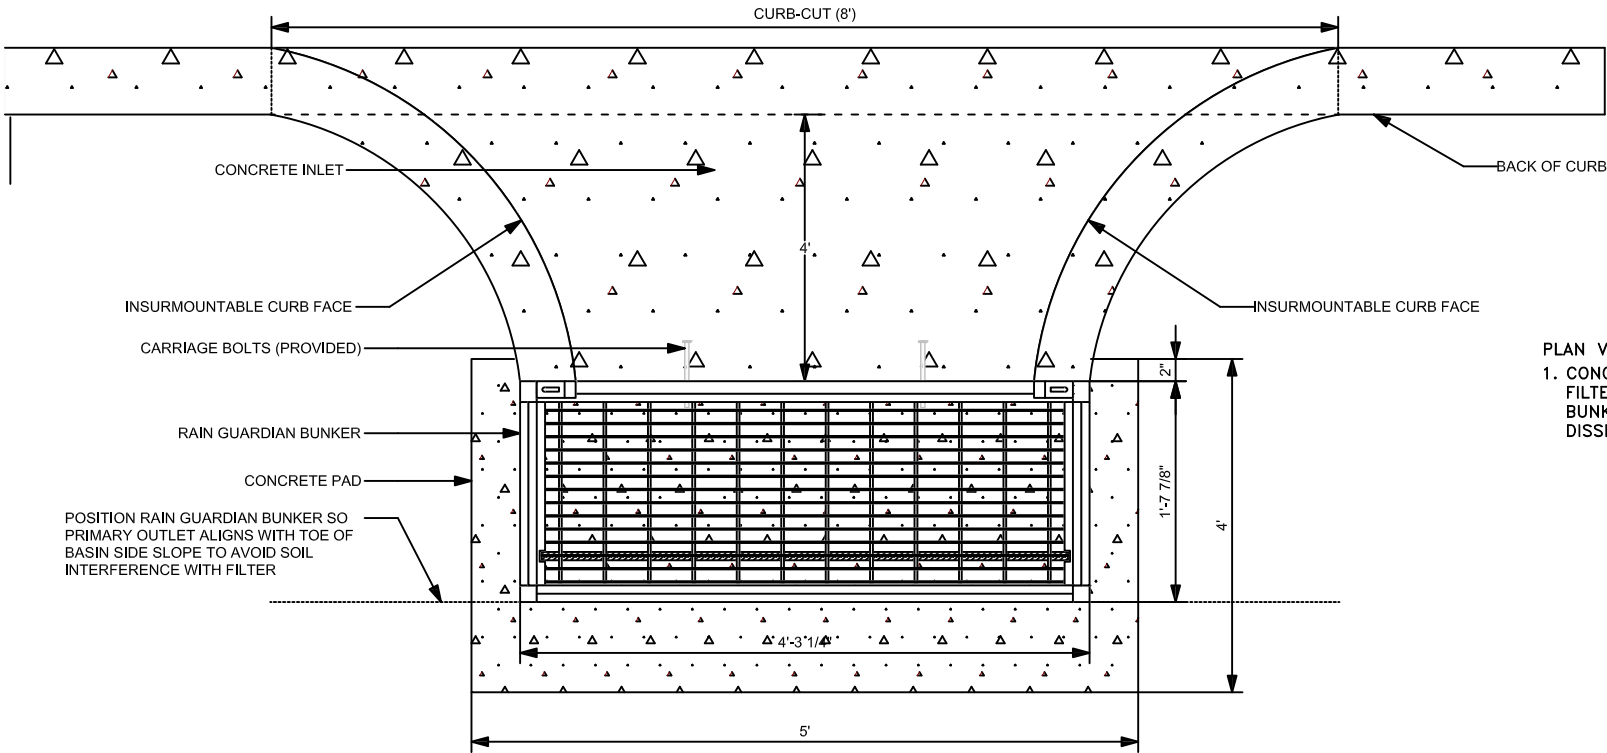 CURB-CUT (8')
CONCRETE INLET
BACK OF CURB
4'
INSURMOUNTABLE CURB FACE
INSURMOUNTABLE CURB FACE
CARRIAGE BOLTS (PROVIDED)
2"
PLAN V
1. CONC
FILTE
BUNK
DISSI
RAIN GUARDIAN BUNKER
CONCRETE PAD
1'-7 7/8"
4'
POSITION RAIN GUARDIAN BUNKER SO
PRIMARY OUTLET ALIGNS WITH TOE OF
BASIN SIDE SLOPE TO AVOID SOIL
INTERFERENCE WITH FILTER
4'-3 1/4"
5'